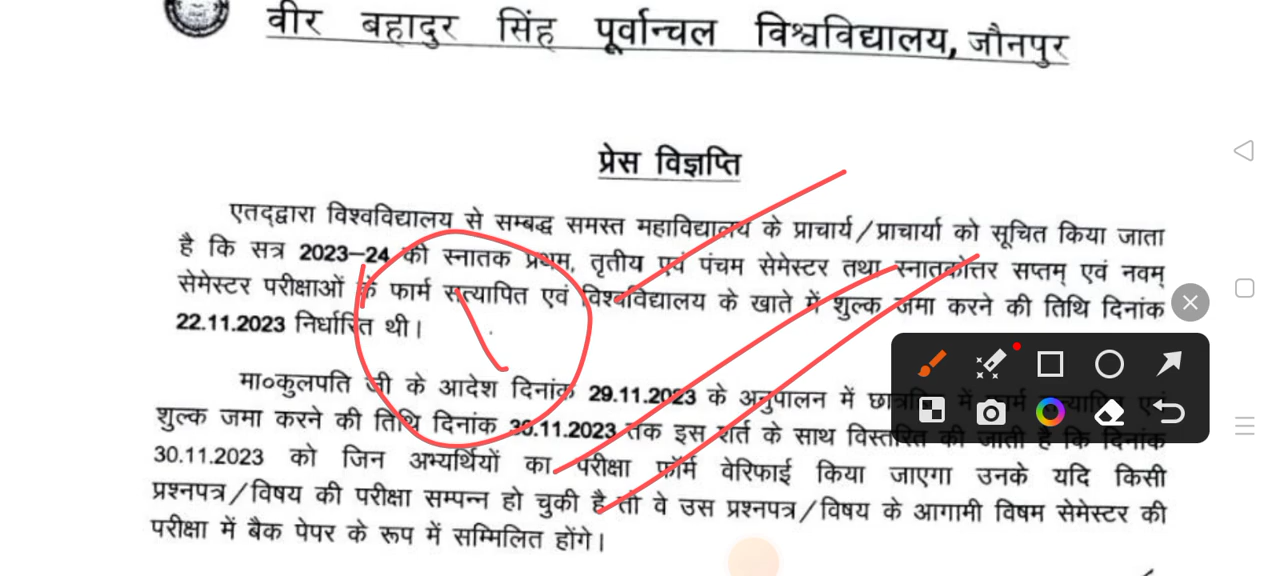 वीर बहादुर सिंह पूर्वान्चल विश्वविद्यालय, जौनपुर
प्रेस विज्ञप्ति
एतद्द्वारा विश्वविद्यालय से सम्बद्ध समस्त महाविद्यालय के प्राचार्य/प्राचार्या को सूचित किया जाता
है कि सत्र 2023–24 की स्नातक प्रथम, तृतीय एवं पंचम सेमेस्टर तथा स्नातकोत्तर सप्तम् एवं नवम्
सेमेस्टर परीक्षाओं के फार्म सत्यापित एवं विश्वविद्यालय के खाते में शुल्क जमा करने की तिथि दिनांक
22.11.2023 निर्धारित थी।
मा०कुलपति जी के आदेश दिनांक 29.11.2023 के अनुपालन में छात्रहित में फार्म सत्यापित एवं
शुल्क जमा करने की तिथि दिनांक 30.11.2023 तक इस शर्त के साथ विस्तारित की जाती है कि दिनांक
30.11.2023 को जिन अभ्यर्थियों का परीक्षा फॉर्म वेरिफाई किया जाएगा उनके यदि किसी
प्रश्नपत्र/विषय की परीक्षा सम्पन्न हो चुकी है तो वे उस प्रश्नपत्र/विषय के आगामी विषम सेमेस्टर की
परीक्षा में बैक पेपर के रूप में सम्मिलित होंगे।